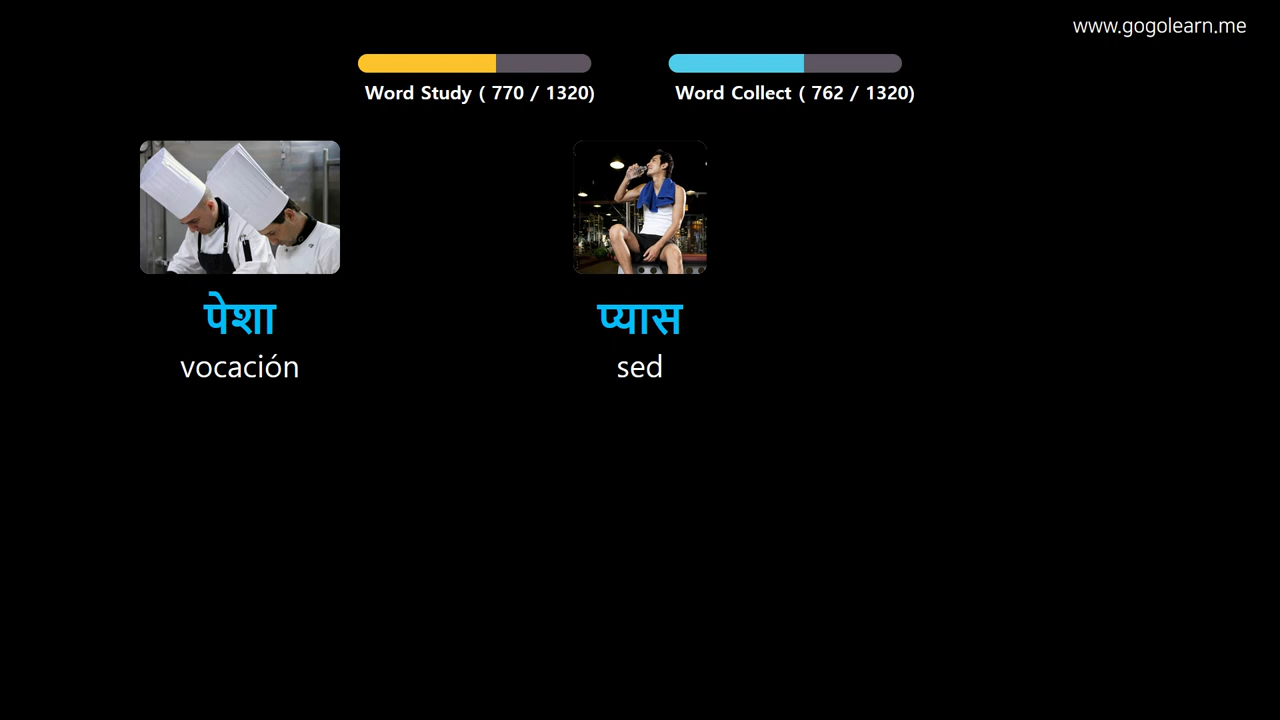 www.gogolearn.me
Word Study ( 770 / 1320)
Word Collect ( 762 / 1320)
पेशा
vocación
प्यास
sed